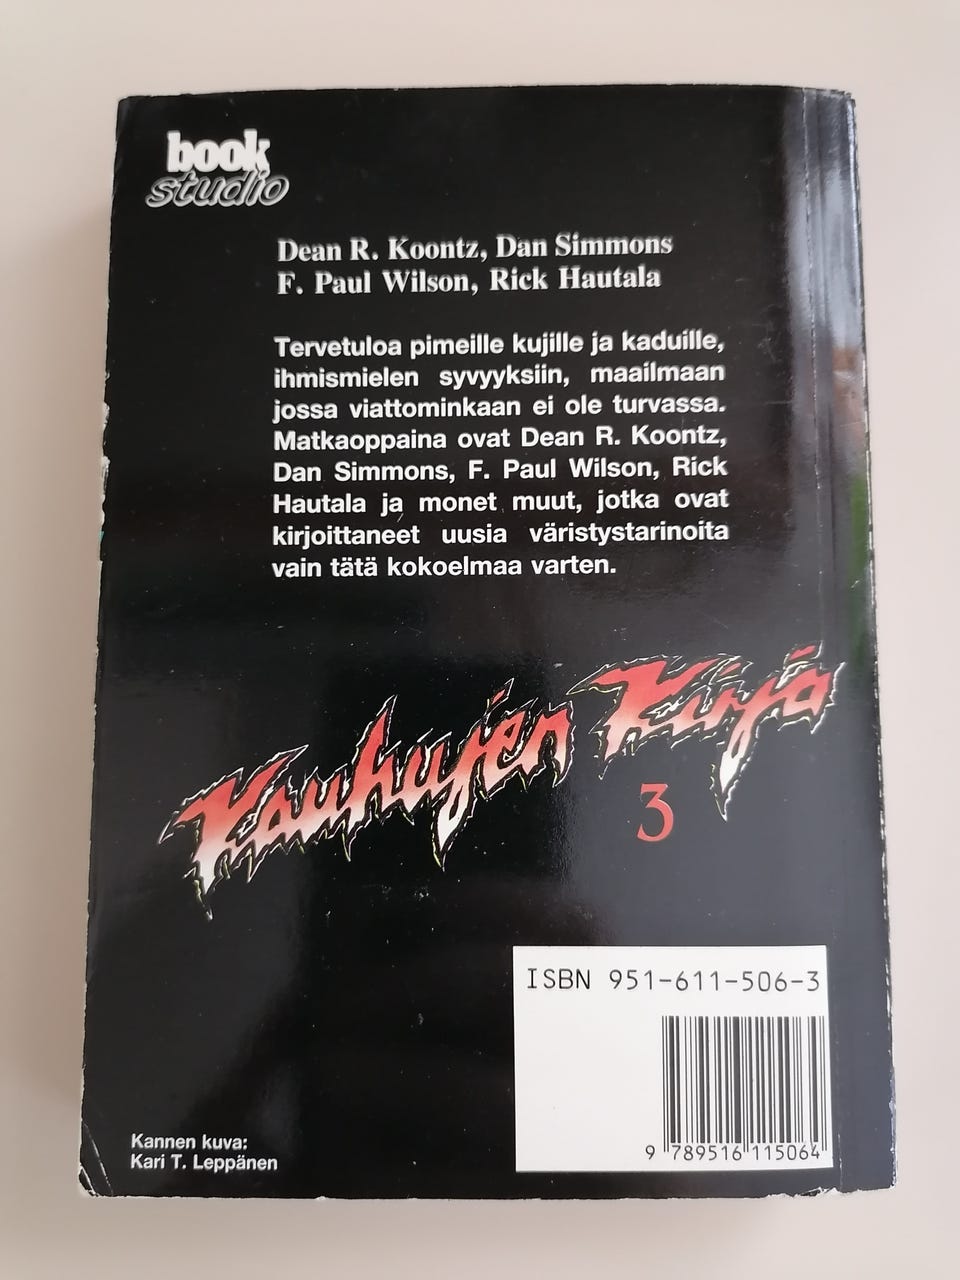 book
studio
Dean R. Koontz, Dan Simmons
F. Paul Wilson, Rick Hautala
Tervetuloa pimeille kujille ja kaduille,
ihmismielen syvyyksiin, maailmaan
jossa viattominkaan ei ole turvassa.
Matkaoppaina ovat Dean R. Koontz,
Dan Simmons, F. Paul Wilson, Rick
Hautala ja monet muut, jotka ovat
kirjoittaneet uusia väristystarinoita
vain tätä kokoelmaa varten.
Kauhujen Kirja
3
ISBN 951-611-506-3
9 789516 115064
Kannen kuva:
Kari T. Leppänen